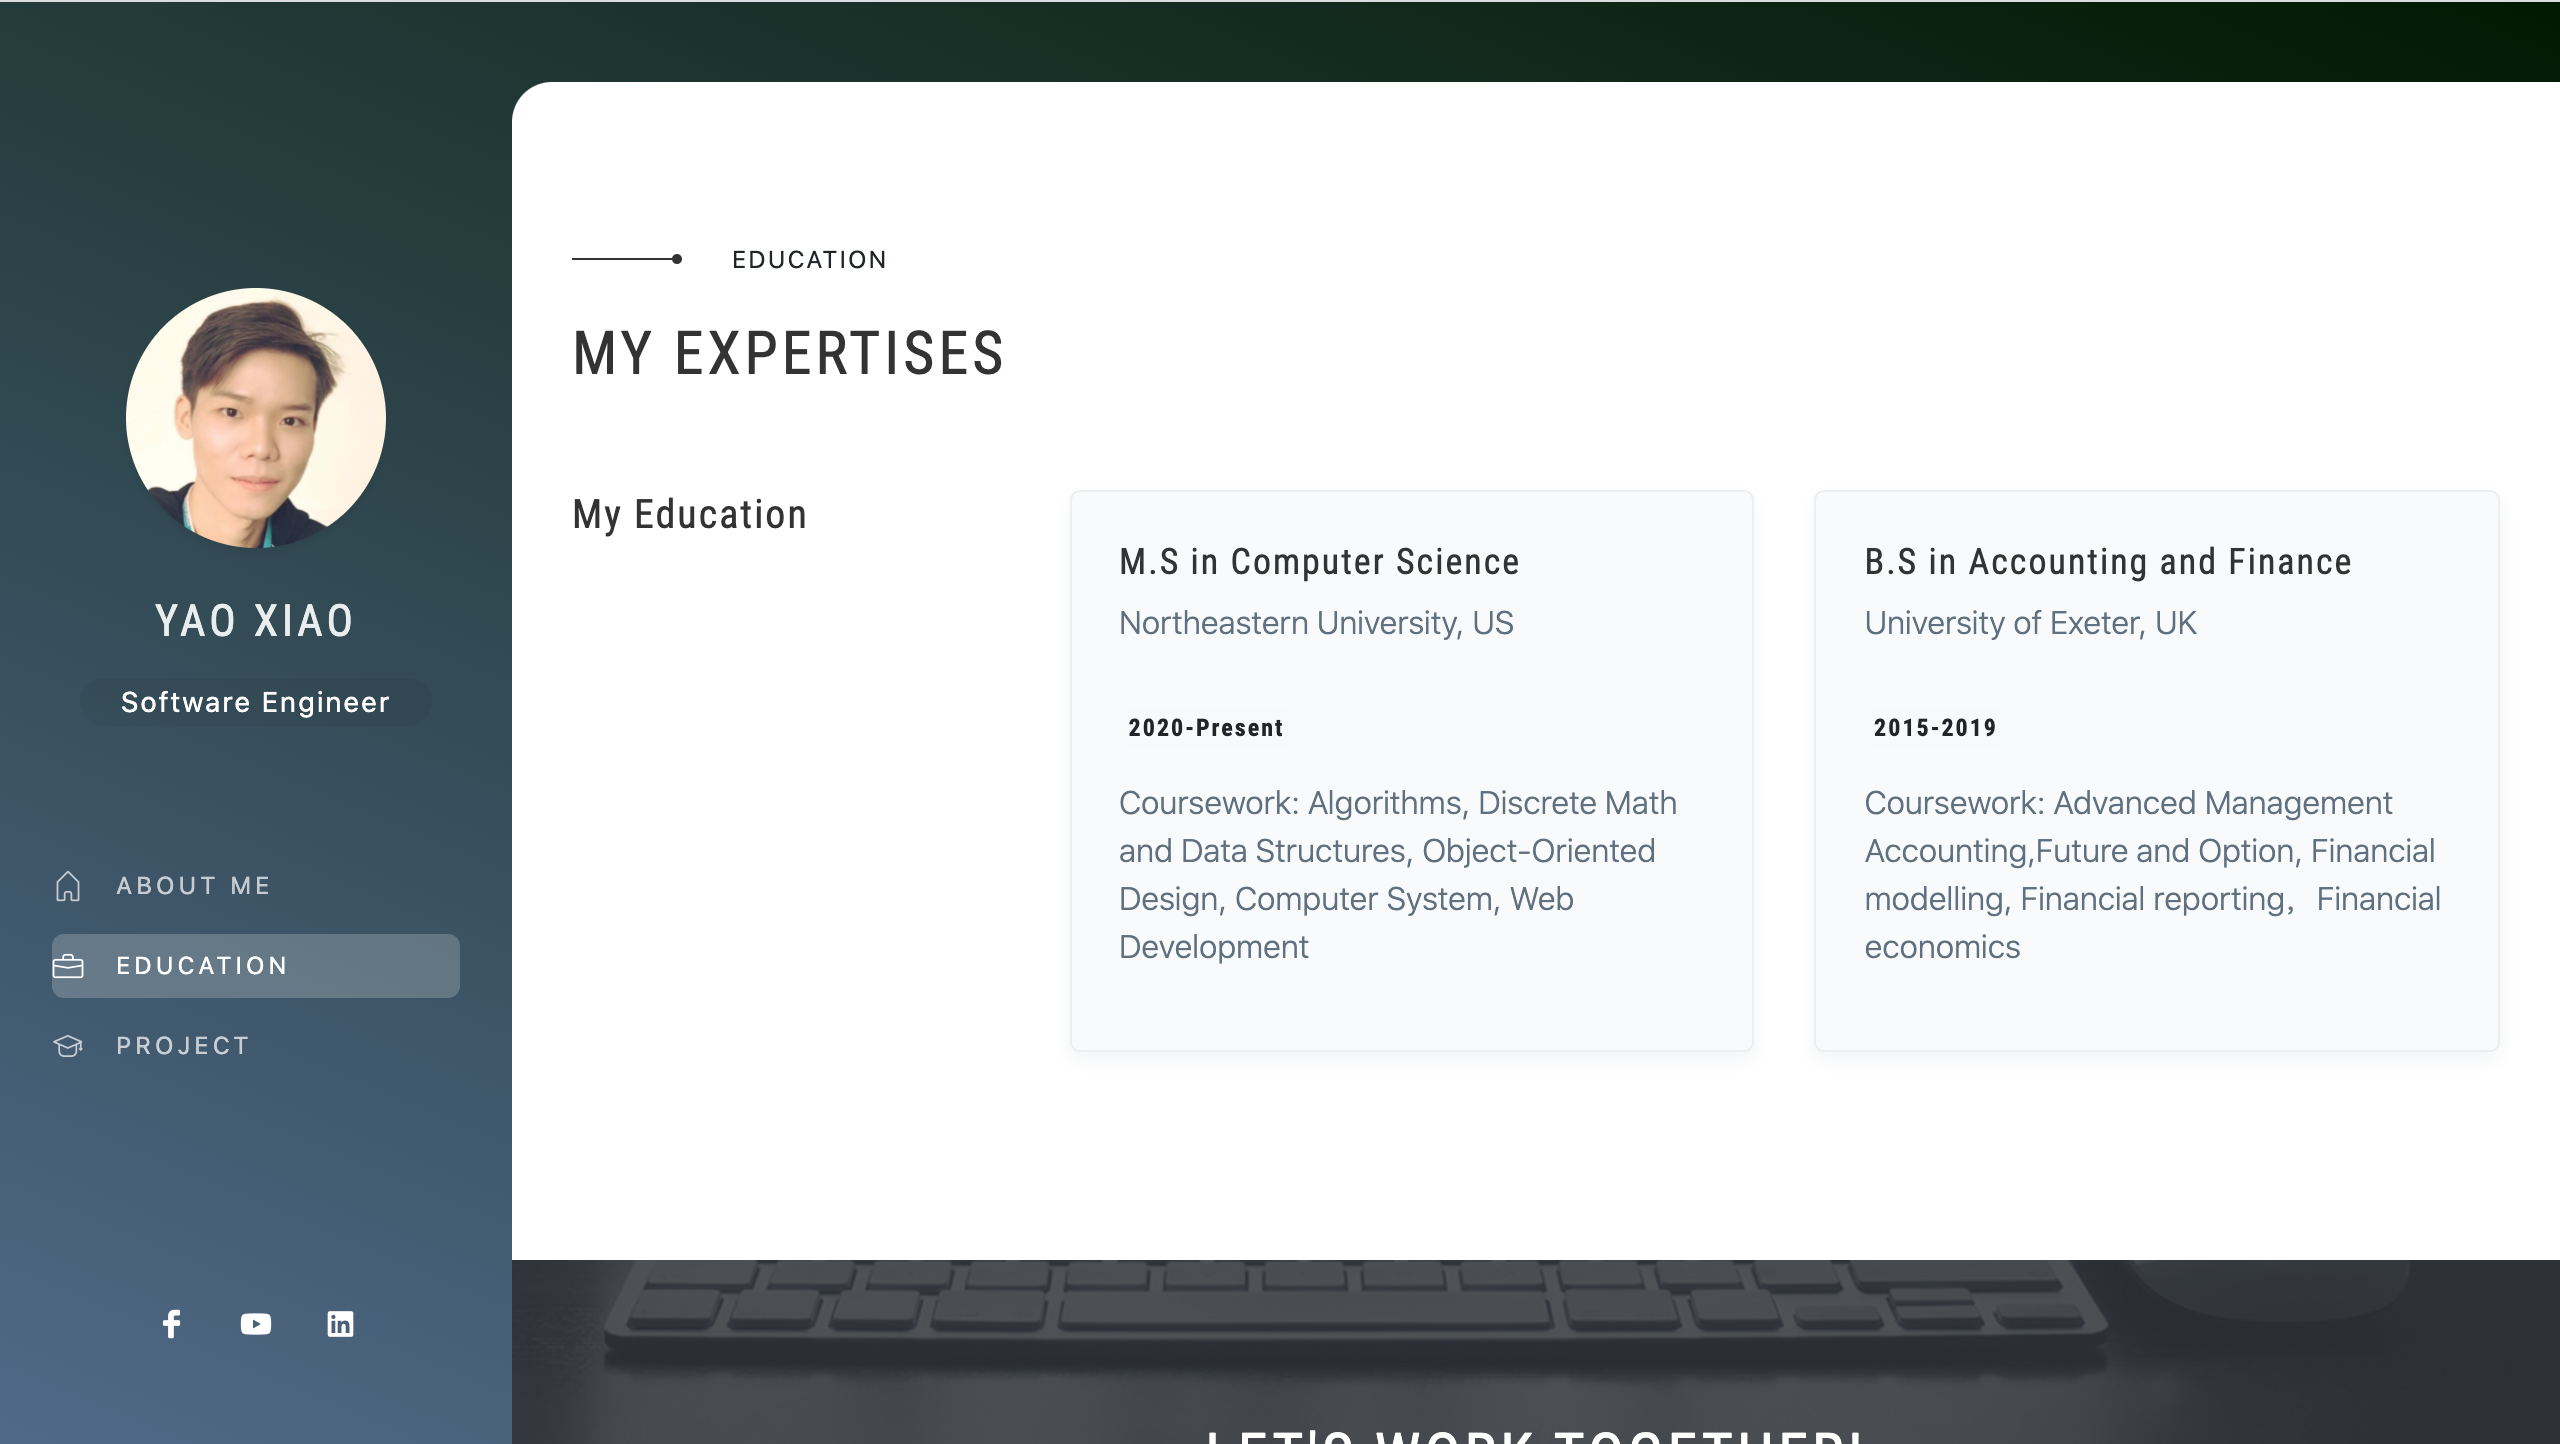 YAO XIAO
Software Engineer
ABOUT ME
EDUCATION
PROJECT
EDUCATION
MY EXPERTISES
My Education
M.S in Computer Science
Northeastern University, US
2020-Present
Coursework: Algorithms, Discrete Math
and Data Structures, Object-Oriented
Design, Computer System, Web
Development
B.S in Accounting and Finance
University of Exeter, UK
2015-2019
Coursework: Advanced Management
Accounting,Future and Option, Financial
modelling, Financial reporting，Financial
economics
LET'S WORK TOGETHER!